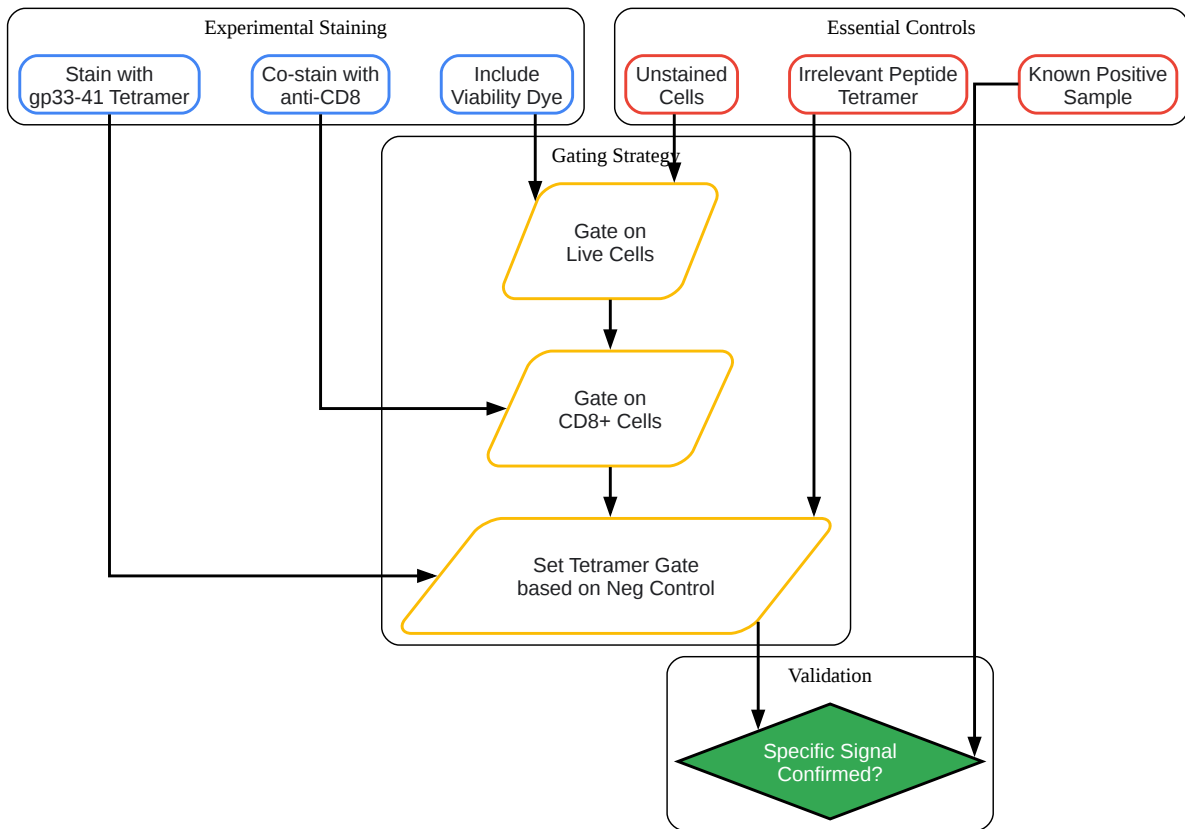 Experimental Staining
Stain with
gp33-41 Tetramer
Co-stain with
anti-CD8
Include
Viability Dye
Essential Controls
Unstained
Cells
Irrelevant Peptide
Tetramer
Known Positive
Sample
Gating Strategy
Gate on
Live Cells
Gate on
CD8+ Cells
Set Tetramer Gate
based on Neg Control
Validation
Specific Signal
Confirmed?